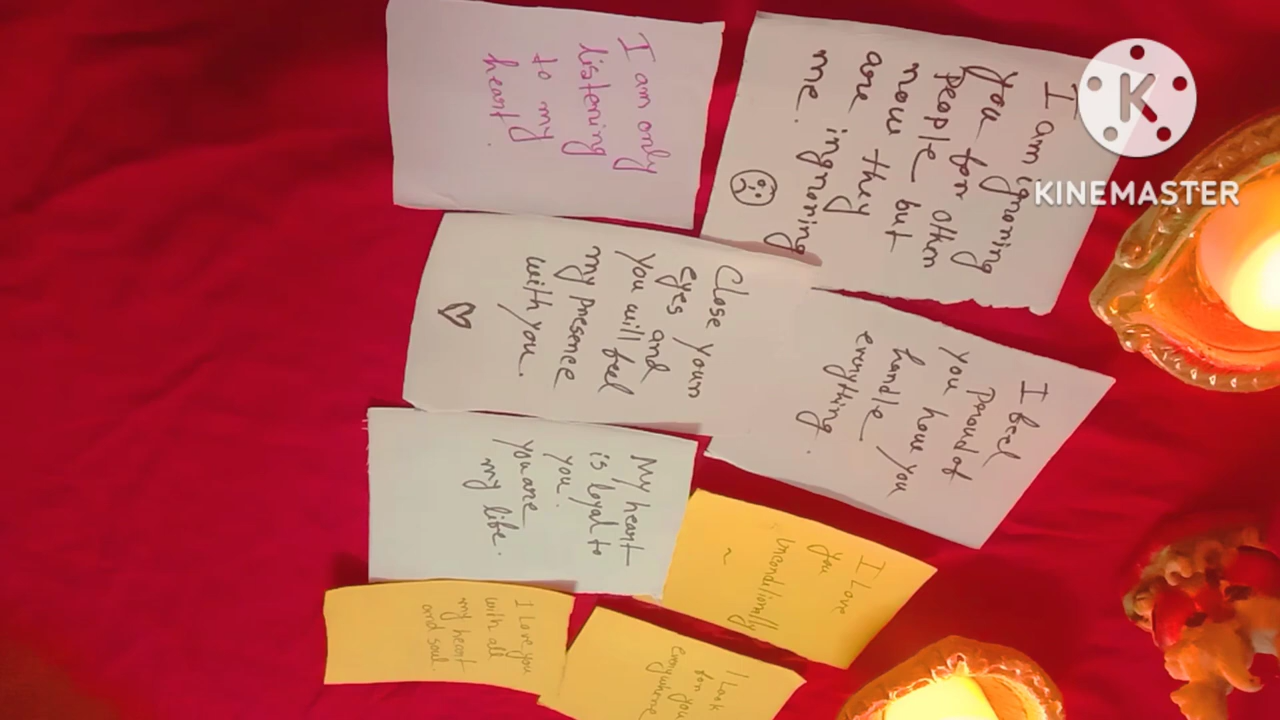 I am only
listening
to my
heart.
I am ignoring
you for other
people but
now they
are ingnoring
me.
Close your
eyes and
you will feel
my presence
with you.
I feel
Proud of
you how you
handle
everything.
My heart
is loyal to
you.
you are
my life.
I Love
you
Unconditionally
~
I Love you
with all
my heart
and soul.
I Look
for you
everywhere
K
KINEMASTER